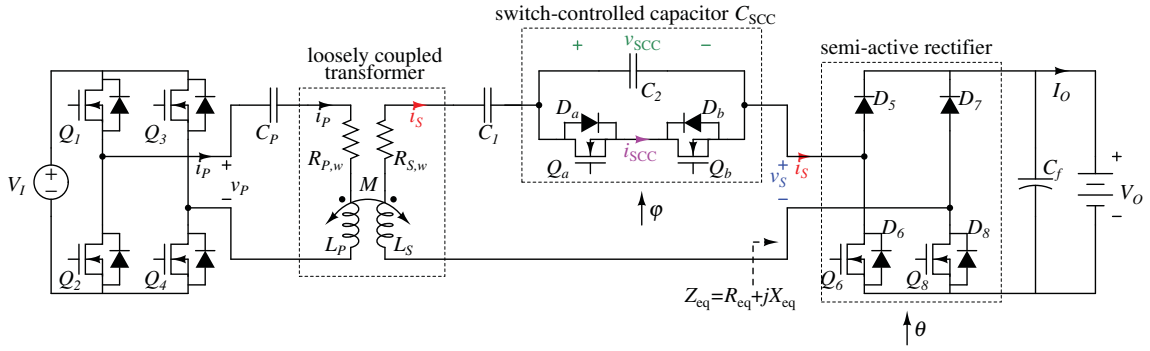 switch-controlled capacitor C_SCC
loosely coupled
transformer
semi-active rectifier
+ v_SCC −
C_2
D_a D_b
i_SCC
Q_a Q_b
φ
Q_1 Q_3
Q_2 Q_4
V_I
+
−
i_P
+
v_P
−
C_P
i_P
i_S
R_P,w R_S,w
M
L_P L_S
C_1
v_S
+
−
i_S
Z_eq=R_eq+jX_eq
D_5 D_7
D_6 D_8
Q_6 Q_8
θ
I_O
C_f
+
V_O
−